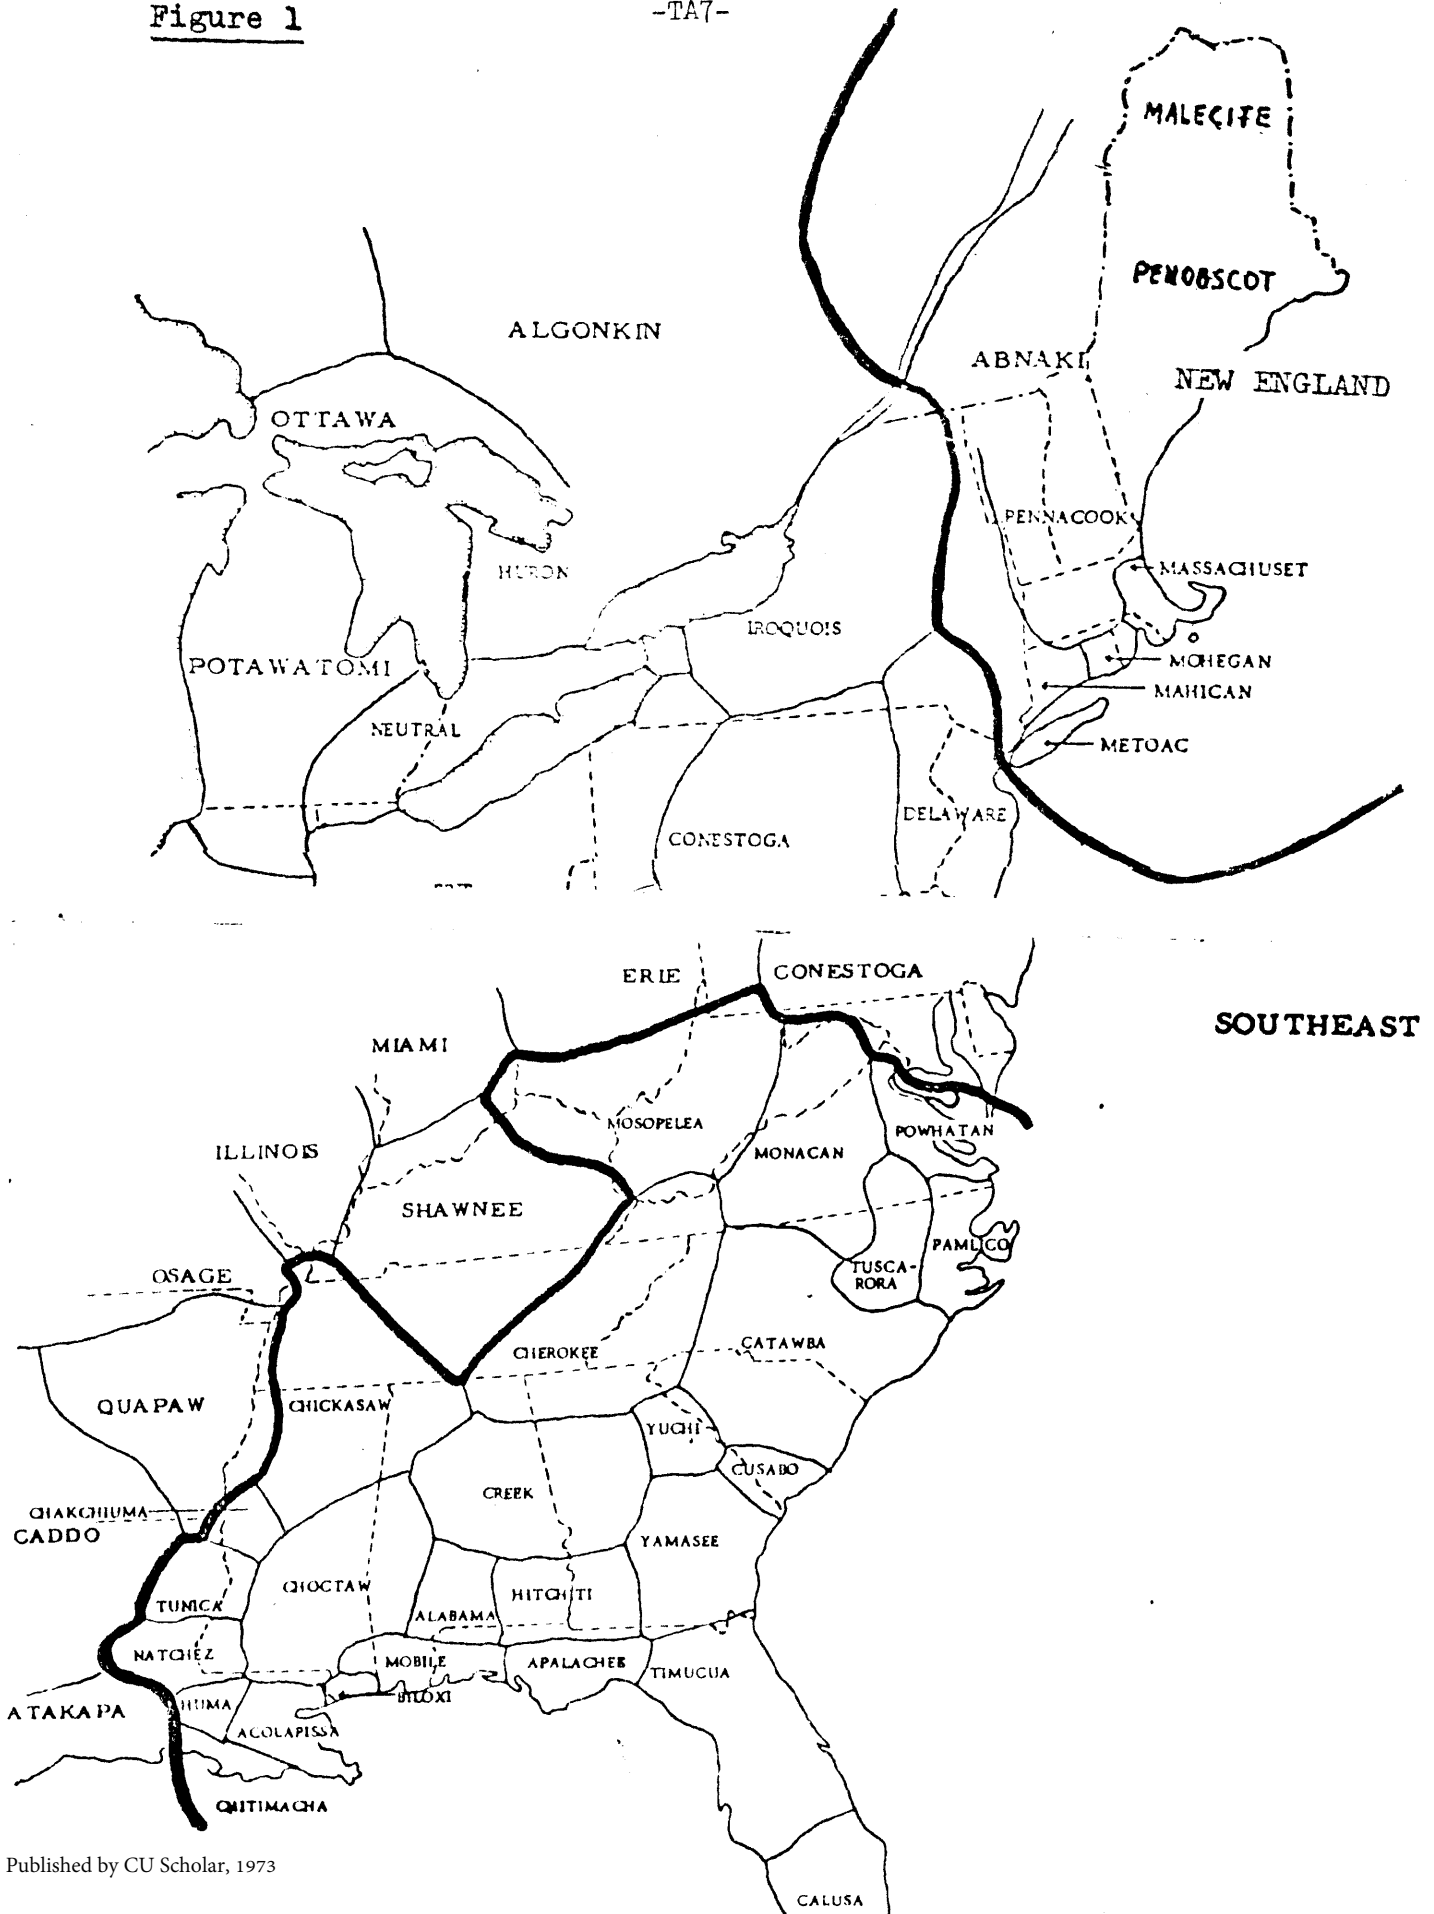 Figure 1
-TA7-
MALECITE
PENOBSCOT
ALGONKIN
ABNAKI
NEW ENGLAND
OTTAWA
PENNACOOK
HURON
MASSACHUSET
IROQUOIS
POTAWATOMI
MOHEGAN
MAHICAN
NEUTRAL
METOAC
DELAWARE
CONESTOGA
ERIE
CONESTOGA
SOUTHEAST
MIAMI
MOSOPELEA
POWHATAN
ILLINOIS
MONACAN
SHAWNEE
PAMLICO
OSAGE
TUSCA-
RORA
CATAWBA
CHEROKEE
QUAPAW
CHICKASAW
YUCHI
CUSABO
CREEK
CHAKCHIUMA
CADDO
YAMASEE
CHOCTAW
HITCHITI
TUNICA
ALABAMA
NATCHEZ
MOBILE
APALACHEE
TIMUCUA
BILOXI
HUMA
ATAKAPA
ACOLAPISSA
CHITIMACHA
Published by CU Scholar, 1973
CALUSA